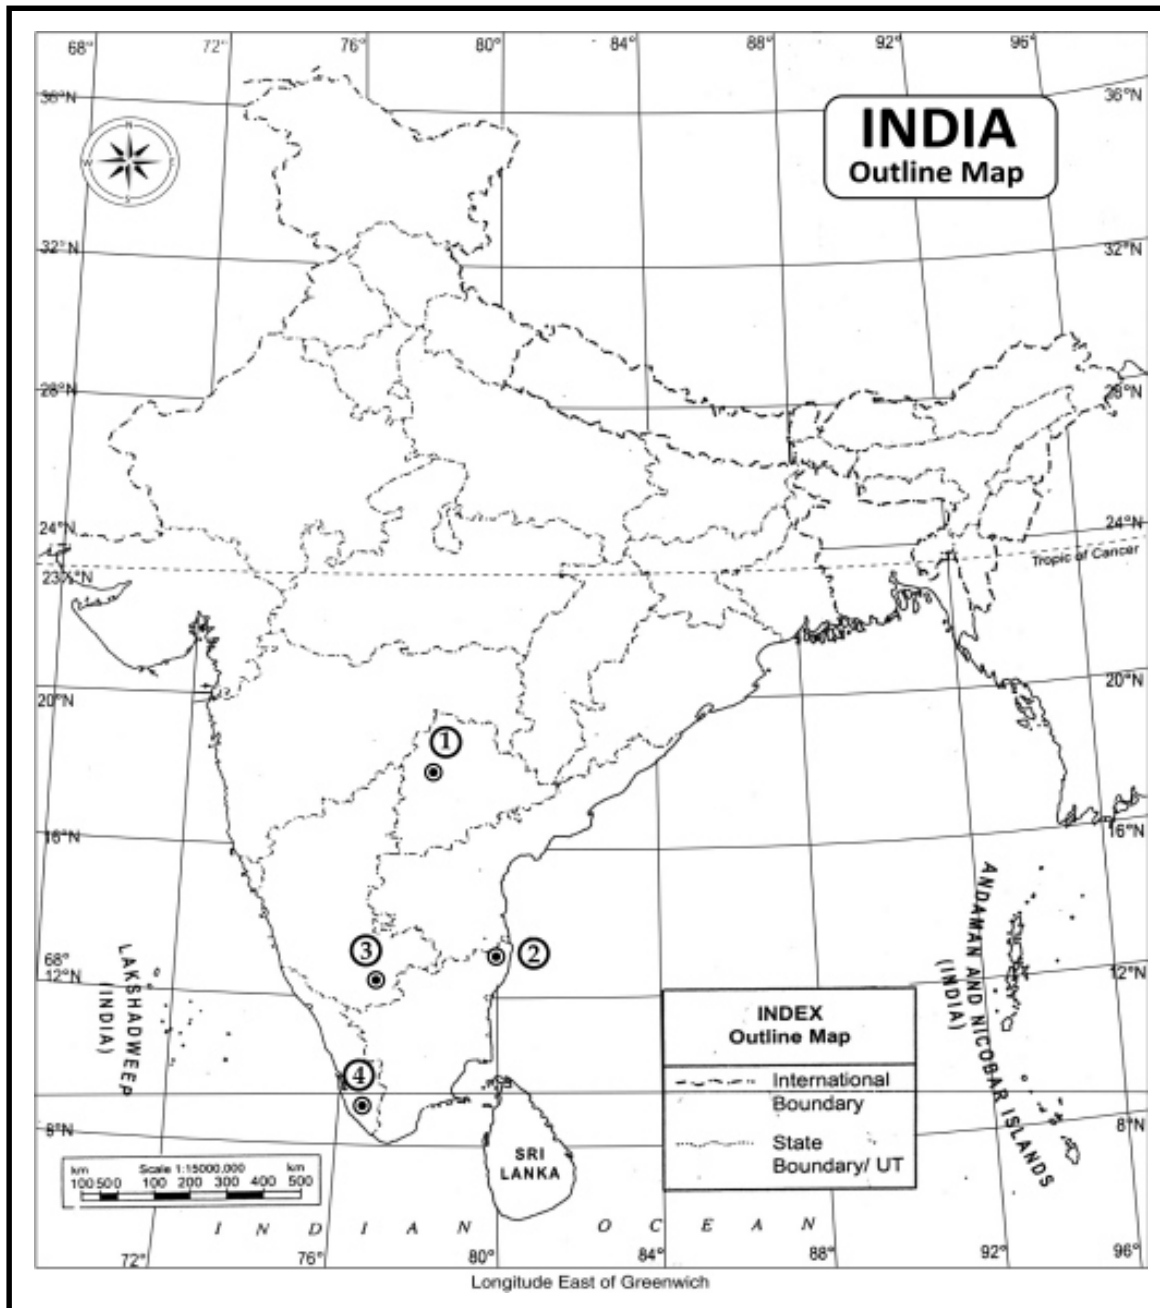 68° 72° 76° 80° 84° 88° 92° 96°
36°N 36°N
INDIA
Outline Map
N
W E
S
32°N 32°N
28°N 28°N
24°N 24°N
Tropic of Cancer
23½°N
20°N 20°N
①
16°N 16°N
ANDAMAN AND NICOBAR ISLANDS
(INDIA)
③ ②
LAKSHADWEEP
(INDIA)
68°
12°N 12°N
INDEX
Outline Map
International
Boundary
State
Boundary/ UT
④
8°N 8°N
SRI
LANKA
km Scale 1:15000,000 km
100 50 0 100 200 300 400 500
INDIAN OCEAN
72° 76° 80° 84° 88° 92° 96°
Longitude East of Greenwich